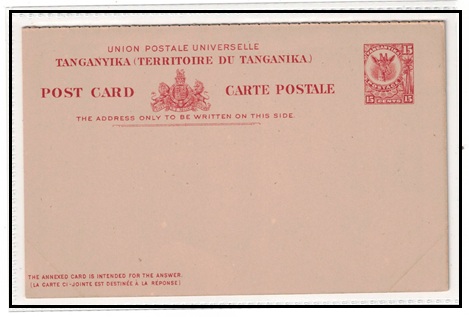 UNION POSTALE UNIVERSELLE
TANGANYIKA (TERRITOIRE DU TANGANIKA.)
POST CARD CARTE POSTALE
THE ADDRESS ONLY TO BE WRITTEN ON THIS SIDE.
15
15 CENTS 15
THE ANNEXED CARD IS INTENDED FOR THE ANSWER.
(LA CARTE CI-JOINTE EST DESTINÉE À LA RÉPONSE)